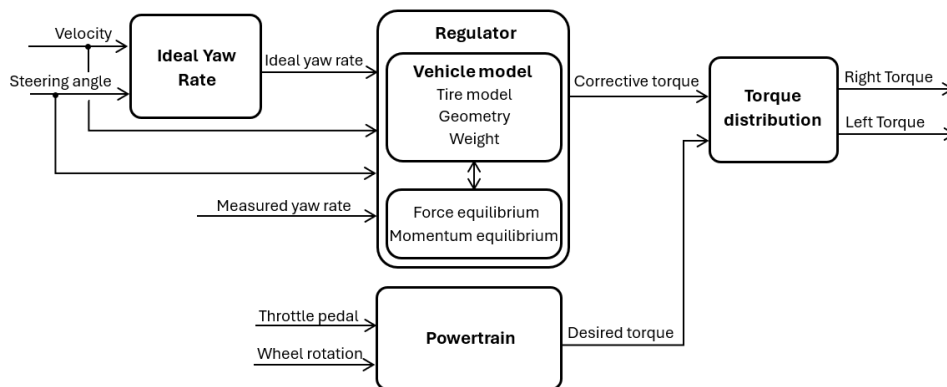 Velocity
Steering angle
Ideal Yaw
Rate
Ideal yaw rate
Measured yaw rate
Regulator
Vehicle model
Tire model
Geometry
Weight
Force equilibrium
Momentum equilibrium
Corrective torque
Torque
distribution
Right Torque
Left Torque
Throttle pedal
Wheel rotation
Powertrain
Desired torque